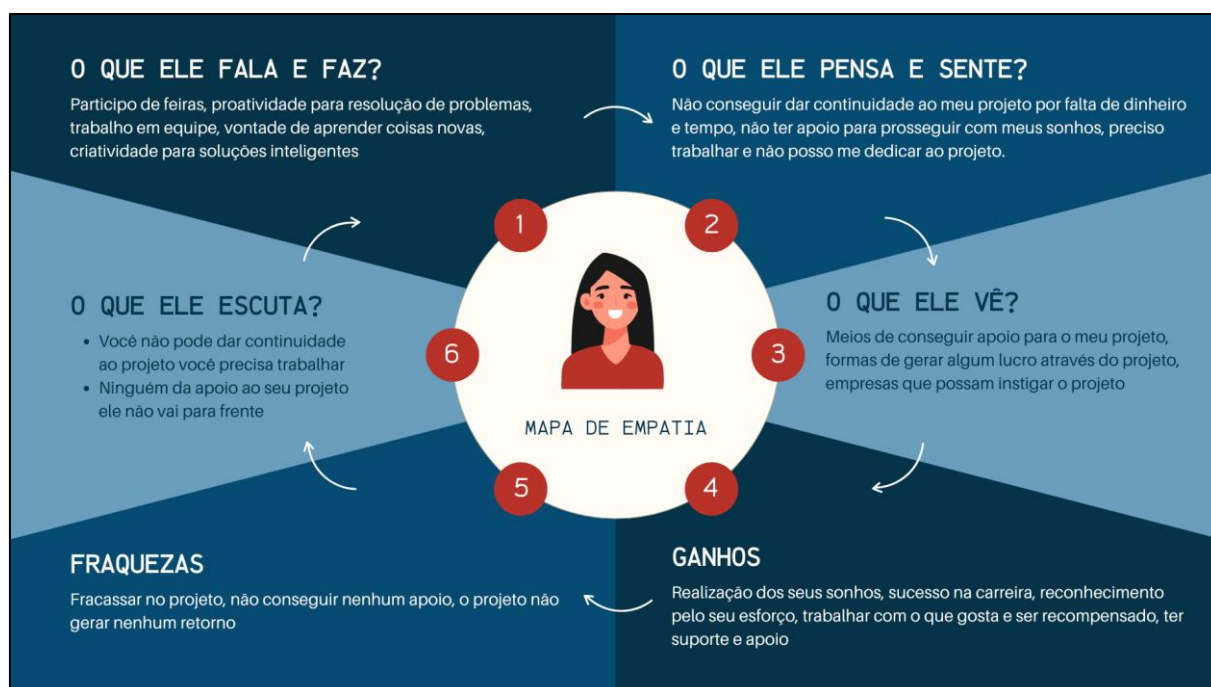 O QUE ELE FALA E FAZ?
Participo de feiras, proatividade para resolução de problemas,
trabalho em equipe, vontade de aprender coisas novas,
criatividade para soluções inteligentes
1
O QUE ELE PENSA E SENTE?
Não conseguir dar continuidade ao meu projeto por falta de dinheiro
e tempo, não ter apoio para prosseguir com meus sonhos, preciso
trabalhar e não posso me dedicar ao projeto.
2
O QUE ELE VÊ?
Meios de conseguir apoio para o meu projeto,
formas de gerar algum lucro através do projeto,
empresas que possam instigar o projeto
3
GANHOS
Realização dos seus sonhos, sucesso na carreira, reconhecimento
pelo seu esforço, trabalhar com o que gosta e ser recompensado, ter
suporte e apoio
4
FRAQUEZAS
Fracassar no projeto, não conseguir nenhum apoio, o projeto não
gerar nenhum retorno
5
O QUE ELE ESCUTA?
• Você não pode dar continuidade
ao projeto você precisa trabalhar
• Ninguém da apoio ao seu projeto
ele não vai para frente
6
MAPA DE EMPATIA